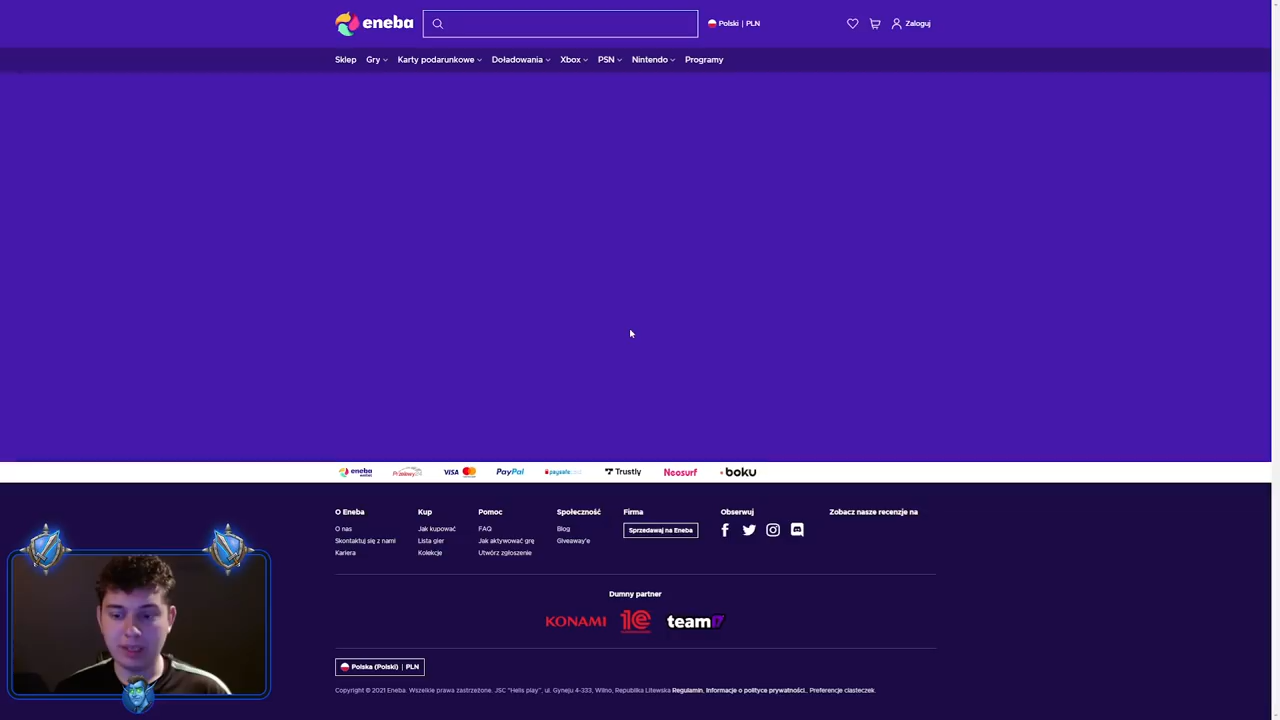 eneba
Polski | PLN
Zaloguj
Sklep Gry Karty podarunkowe Doładowania Xbox PSN Nintendo Programy
eneba Przelewy24 VISA PayPal paysafecard Trustly Neosurf boku
O Eneba
O nas
Skontaktuj się z nami
Kariera
Kup
Jak kupować
Lista gier
Kolekcje
Pomoc
FAQ
Jak aktywować grę
Utwórz zgłoszenie
Społeczność
Blog
Giveaway'e
Firma
Sprzedawaj na Eneba
Obserwuj
Zobacz nasze recenzje na
Dumny partner
KONAMI 1C team17
Polska (Polski) | PLN
Copyright © 2021 Eneba. Wszelkie prawa zastrzeżone. JSC "Helis play", ul. Gyneju 4-333, Wilno, Republika Litewska Regulamin, Informacje o polityce prywatności,, Preferencje ciasteczek.